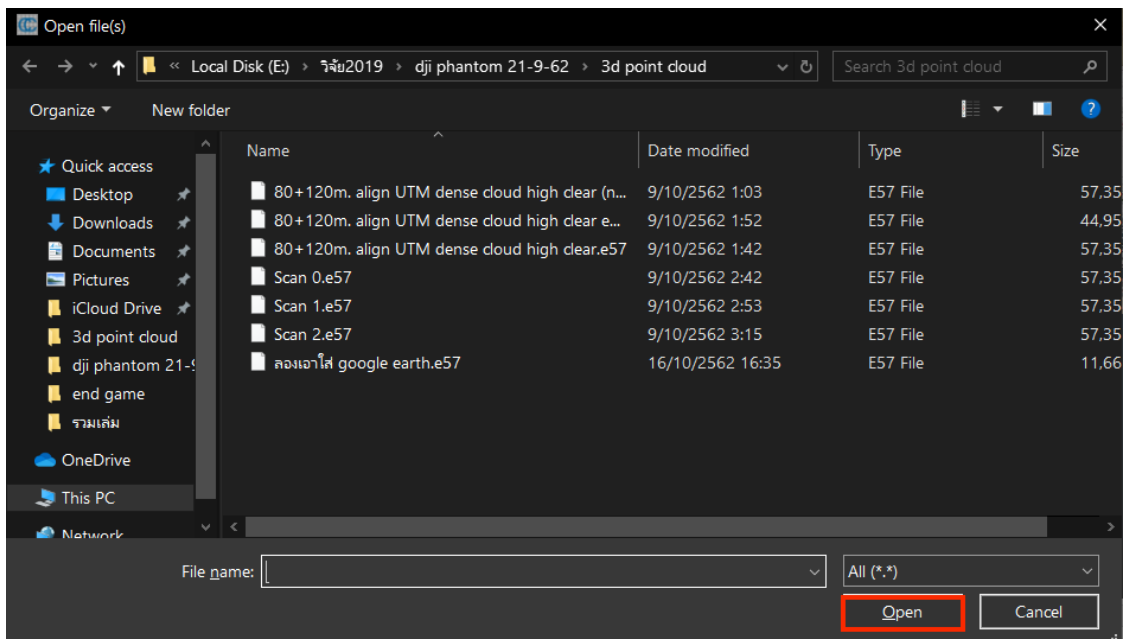 Open file(s)
« Local Disk (E:) › วิจัย2019 › dji phantom 21-9-62 › 3d point cloud
Search 3d point cloud
Organize
New folder
Name Date modified Type Size
80+120m. align UTM dense cloud high clear (n... 9/10/2562 1:03 E57 File 57,35
80+120m. align UTM dense cloud high clear e... 9/10/2562 1:52 E57 File 44,95
80+120m. align UTM dense cloud high clear.e57 9/10/2562 1:42 E57 File 57,35
Scan 0.e57 9/10/2562 2:42 E57 File 57,35
Scan 1.e57 9/10/2562 2:53 E57 File 57,35
Scan 2.e57 9/10/2562 3:15 E57 File 57,35
ลองเอาใส่ google earth.e57 16/10/2562 16:35 E57 File 11,66
Quick access
Desktop
Downloads
Documents
Pictures
iCloud Drive
3d point cloud
dji phantom 21-9
end game
รวมเล่ม
OneDrive
This PC
Network
File name:
All (*.*)
Open
Cancel